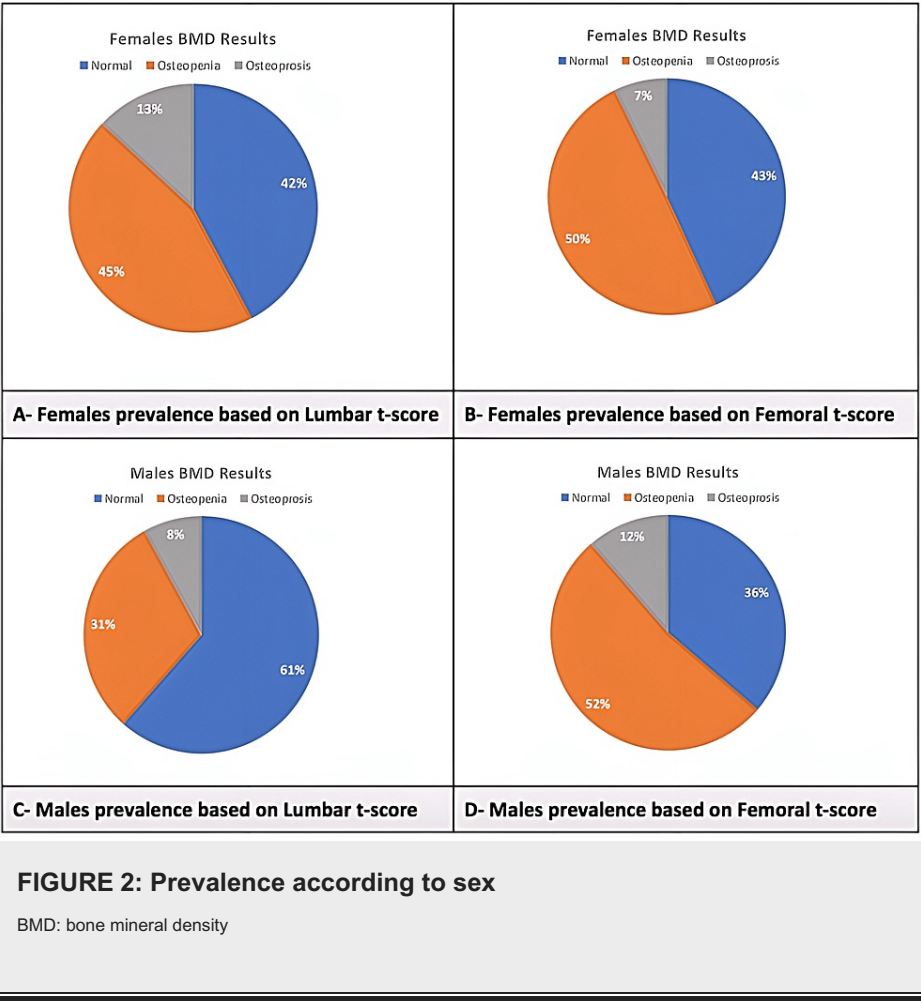 Females BMD Results
Normal Osteopenia Osteoprosis
13%
42%
45%
A- Females prevalence based on Lumbar t-score
Females BMD Results
Normal Osteopenia Osteoprosis
7%
43%
50%
B- Females prevalence based on Femoral t-score
Males BMD Results
Normal Osteopenia Osteoprosis
8%
31%
61%
C- Males prevalence based on Lumbar t-score
Males BMD Results
Normal Osteopenia Osteoprosis
12%
36%
52%
D- Males prevalence based on Femoral t-score
FIGURE 2: Prevalence according to sex
BMD: bone mineral density